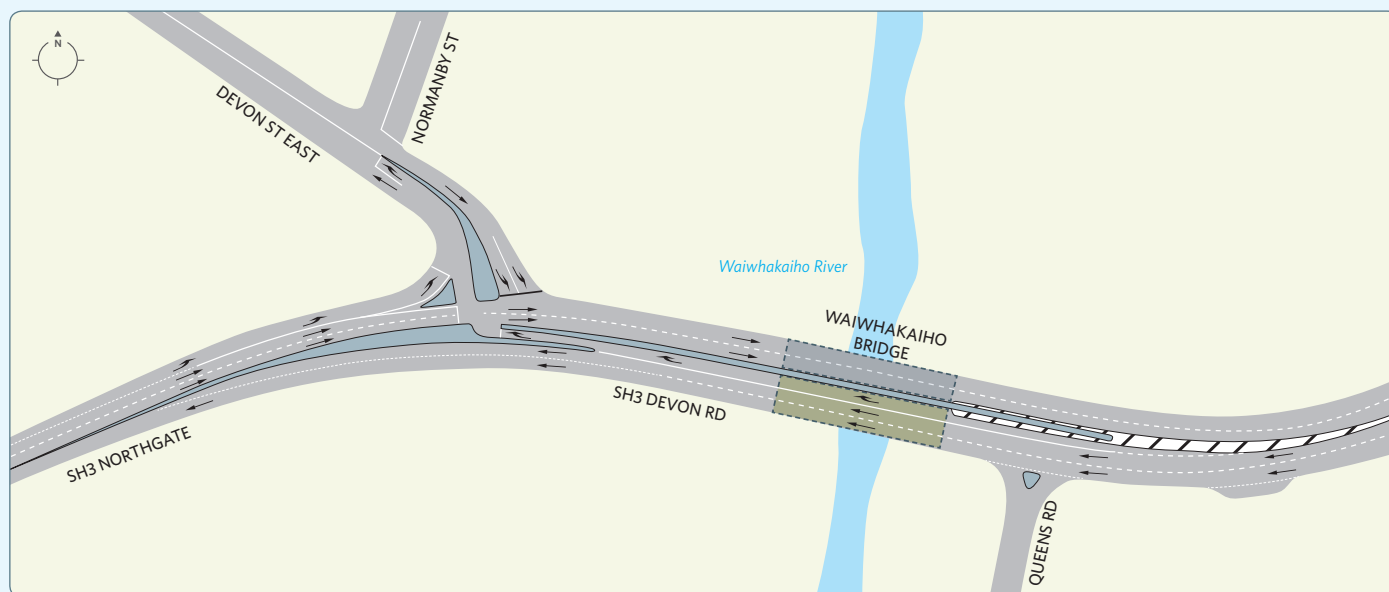 N
DEVON ST EAST
NORMANBY ST
Waiwhakaiho River
WAIWHAKAIHO
BRIDGE
SH3 DEVON RD
SH3 NORTHGATE
QUEENS RD